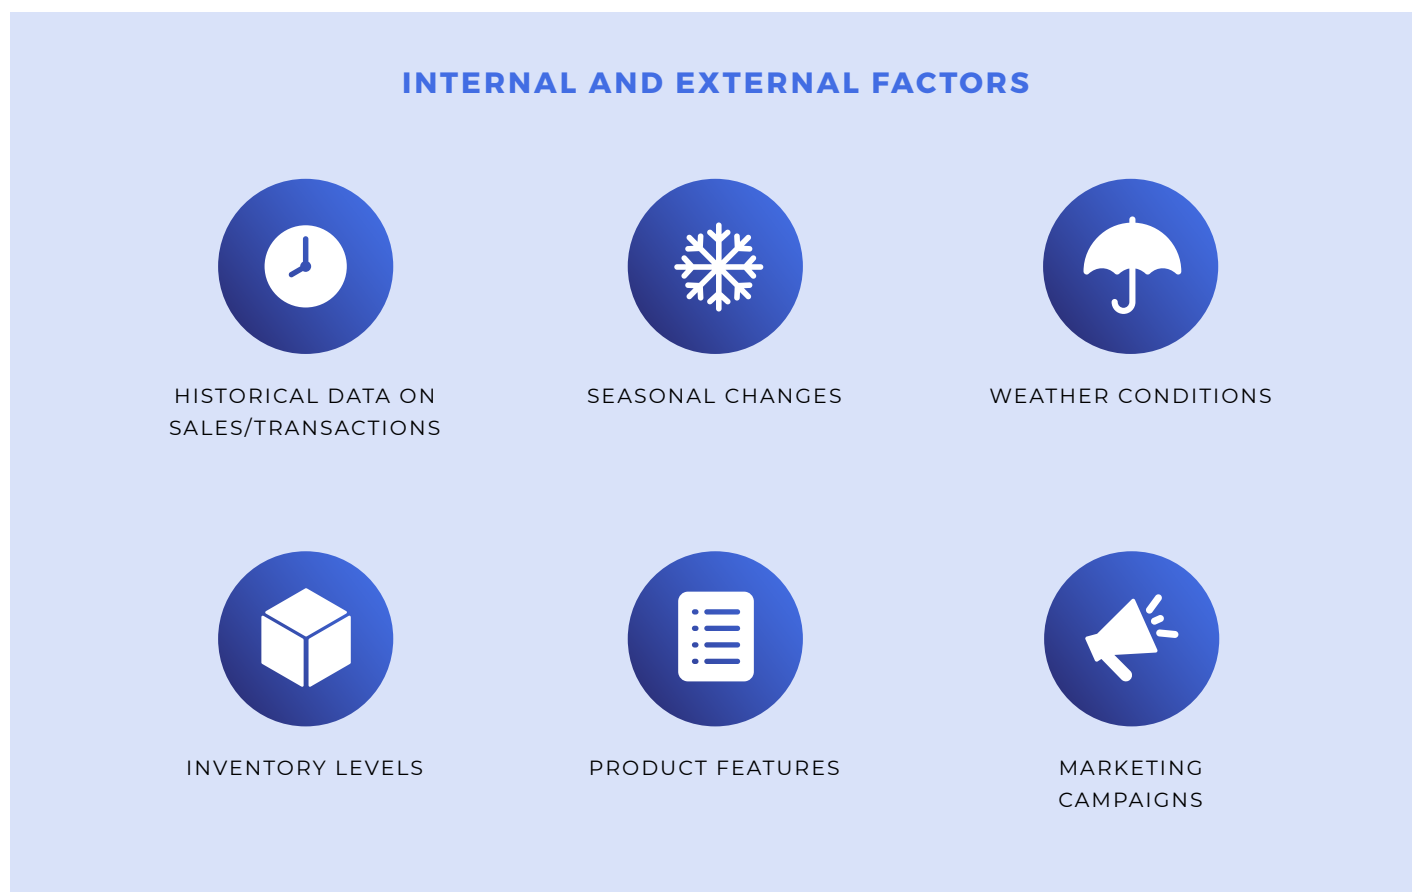 INTERNAL AND EXTERNAL FACTORS
HISTORICAL DATA ON
SALES/TRANSACTIONS
SEASONAL CHANGES
WEATHER CONDITIONS
INVENTORY LEVELS
PRODUCT FEATURES
MARKETING
CAMPAIGNS